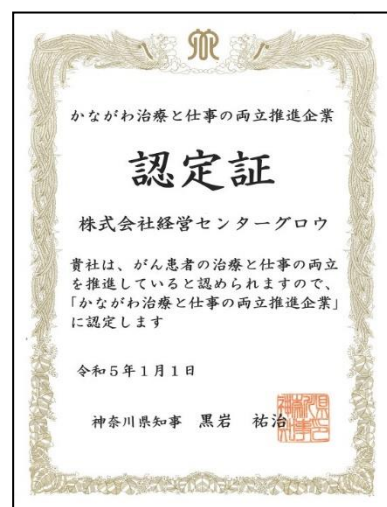 かながわ治療と仕事の両立推進企業
認定証
株式会社経営センターグロウ
貴社は、がん患者の治療と仕事の両立
を推進していると認められますので、
「かながわ治療と仕事の両立推進企業」
に認定します
令和5年1月1日
神奈川県知事 黒岩 祐治